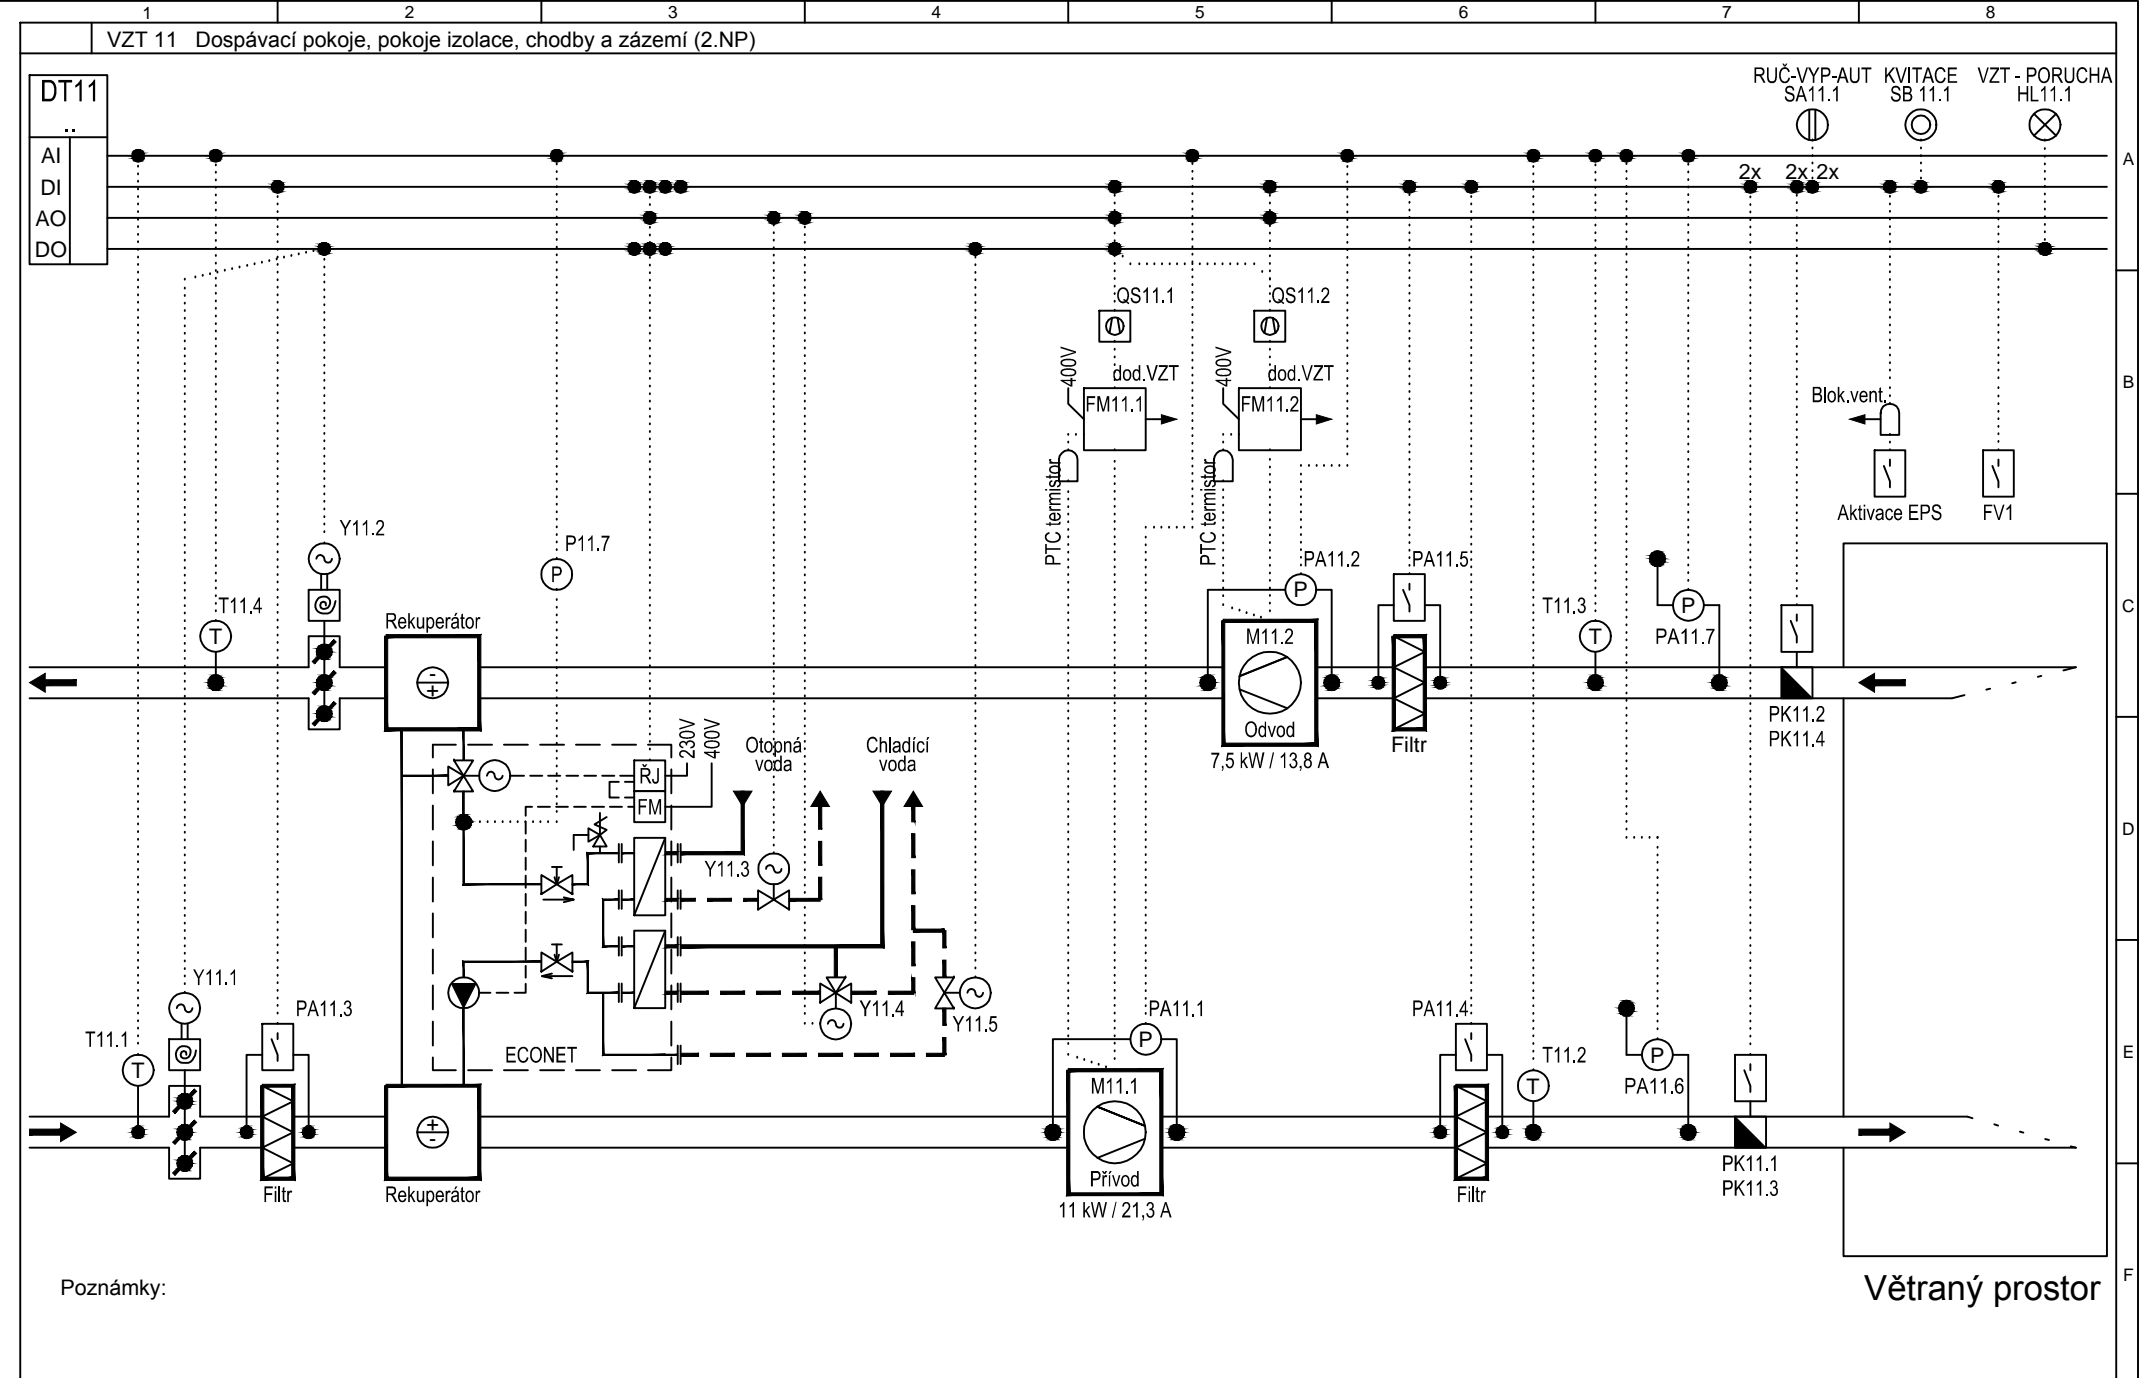 1 2 3 4 5 6 7 8
VZT 11 Dospávací pokoje, pokoje izolace, chodby a zázemí (2.NP)
DT11
..
RUČ-VYP-AUT
SA11.1
KVITACE
SB 11.1
VZT - PORUCHA
HL11.1
AI
DI
AO
DO
2x 2x 2x
A
QS11.1
QS11.2
400V
dod.VZT
FM11.1
400V
dod.VZT
FM11.2
Blok.vent.
B
PTC termistor
PTC termistor
Aktivace EPS
FV1
Y11.2
P11.7
P
PA11.2
P
PA11.5
T11.4
T
T11.3
T
P
PA11.7
C
Rekuperátor
-
+
M11.2
Odvod
7,5 kW / 13,8 A
Filtr
PK11.2
PK11.4
230V
400V
Otopná
voda
Chladící
voda
ŘJ
FM
D
Y11.3
Y11.1
PA11.3
T11.1
T
ECONET
Y11.4
Y11.5
PA11.1
P
PA11.4
T11.2
T
P
PA11.6
E
+
-
M11.1
Přívod
11 kW / 21,3 A
Filtr
Rekuperátor
Filtr
PK11.1
PK11.3
Poznámky:
Větraný prostor
F